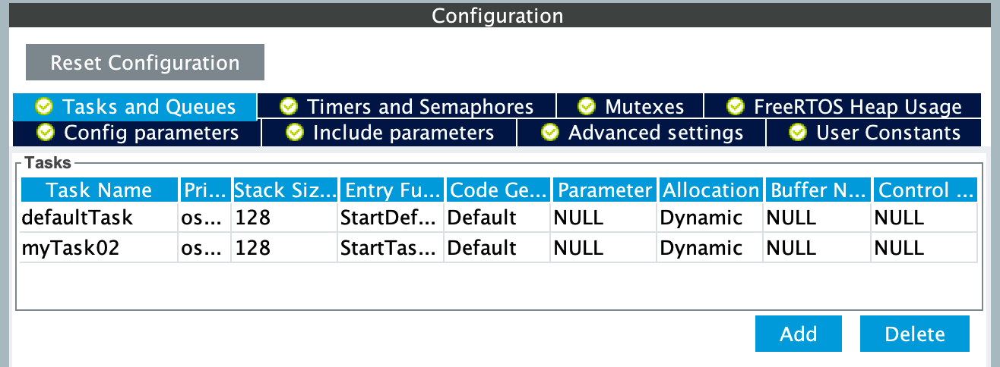 Configuration
Reset Configuration
Tasks and Queues Timers and Semaphores Mutexes FreeRTOS Heap Usage
Config parameters Include parameters Advanced settings User Constants
Tasks
Task Name Pri... Stack Siz... Entry Fu... Code Ge... Parameter Allocation Buffer N... Control ...
defaultTask os... 128 StartDef... Default NULL Dynamic NULL NULL
myTask02 os... 128 StartTas... Default NULL Dynamic NULL NULL
Add Delete